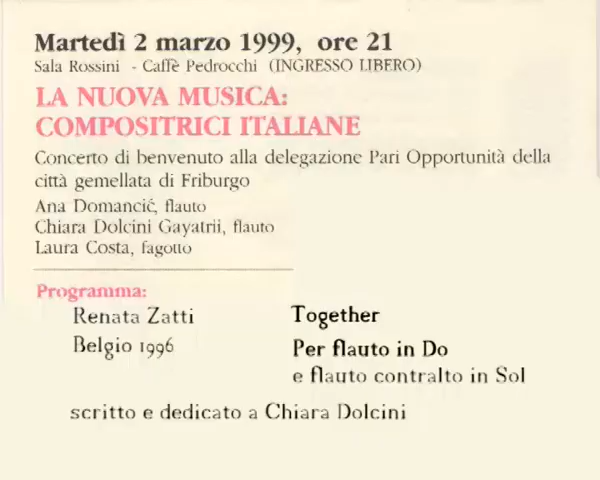 Martedì 2 marzo 1999, ore 21
Sala Rossini - Caffè Pedrocchi (INGRESSO LIBERO)
LA NUOVA MUSICA:
COMPOSITRICI ITALIANE
Concerto di benvenuto alla delegazione Pari Opportunità della
città gemellata di Friburgo
Ana Domancić, flauto
Chiara Dolcini Gayatrii, flauto
Laura Costa, fagotto
Programma:
Renata Zatti Together
Belgio 1996 Per flauto in Do
e flauto contralto in Sol
scritto e dedicato a Chiara Dolcini